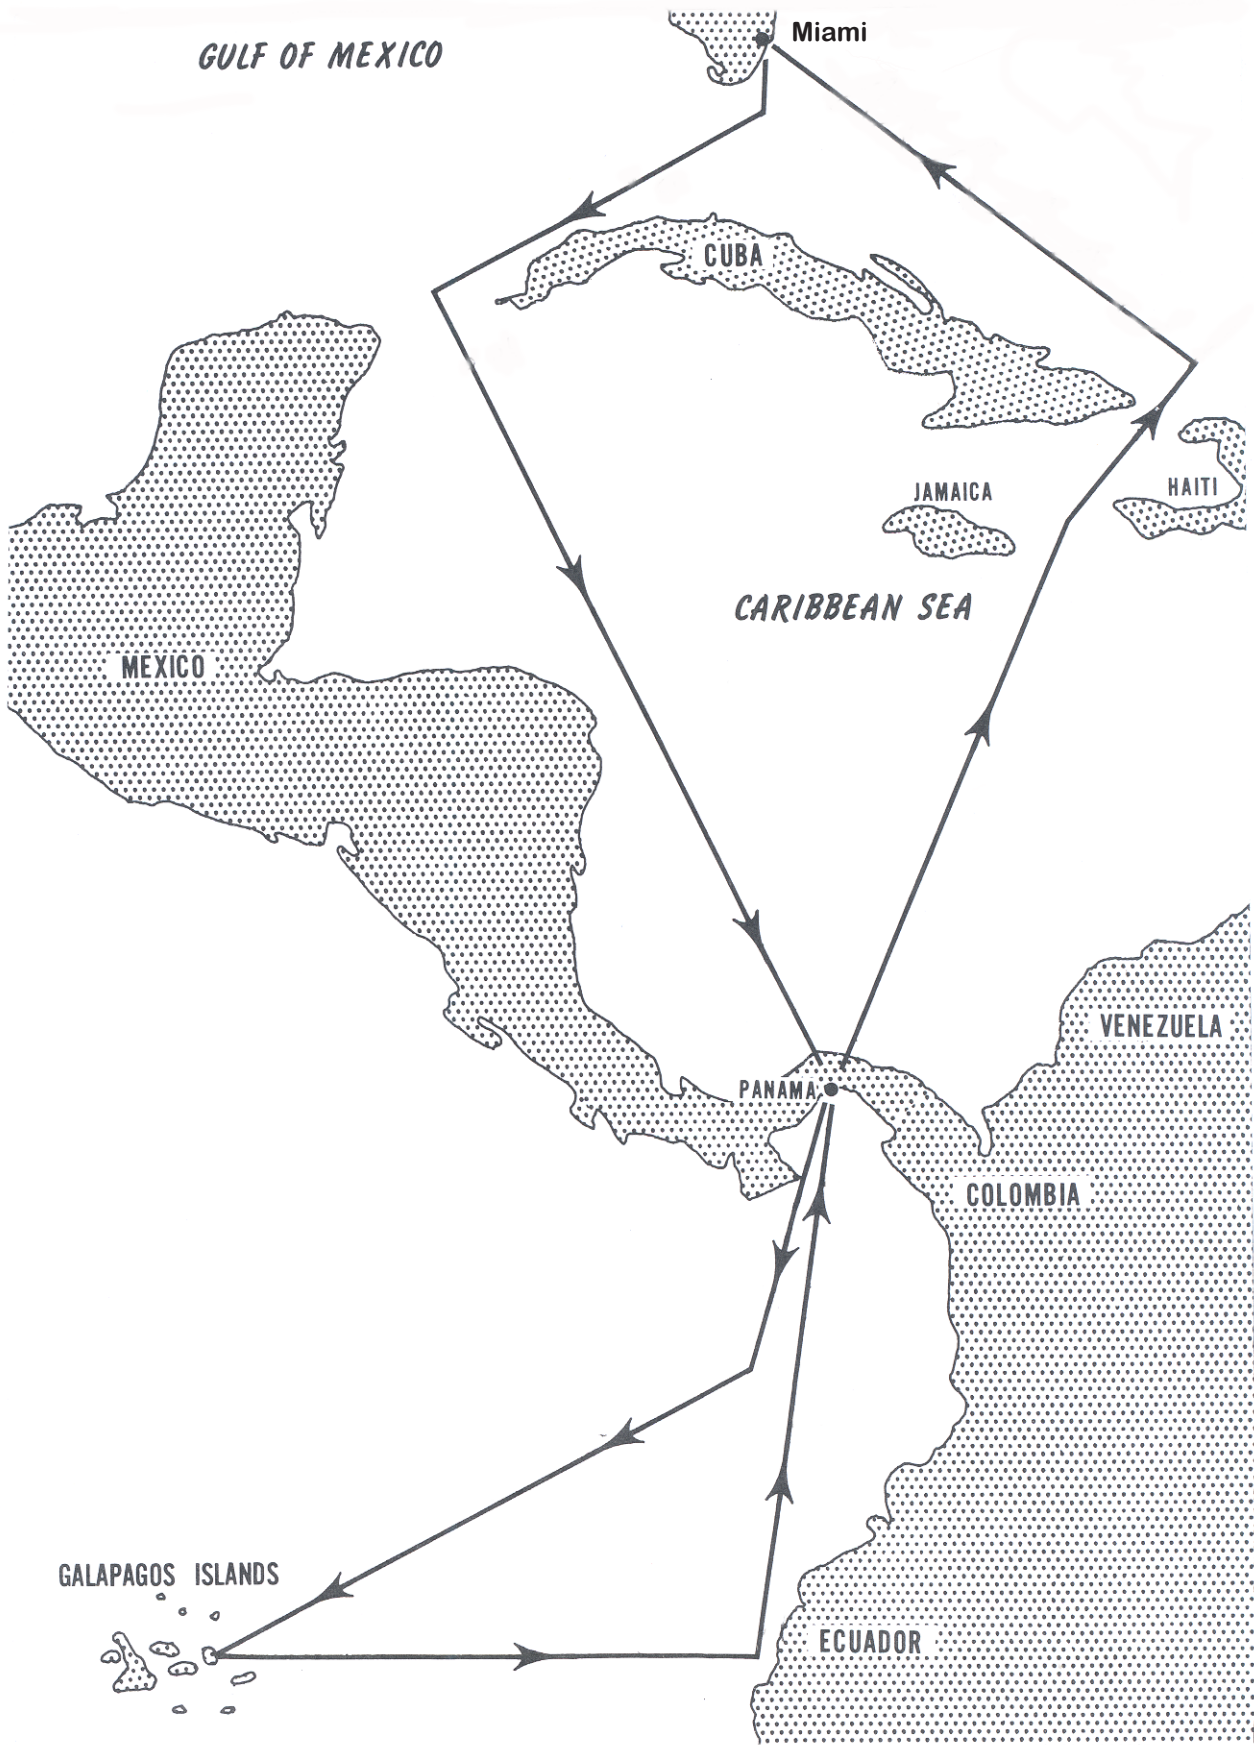 Miami
GULF OF MEXICO
CUBA
JAMAICA
HAITI
CARIBBEAN SEA
MEXICO
VENEZUELA
PANAMA
COLOMBIA
GALAPAGOS ISLANDS
ECUADOR